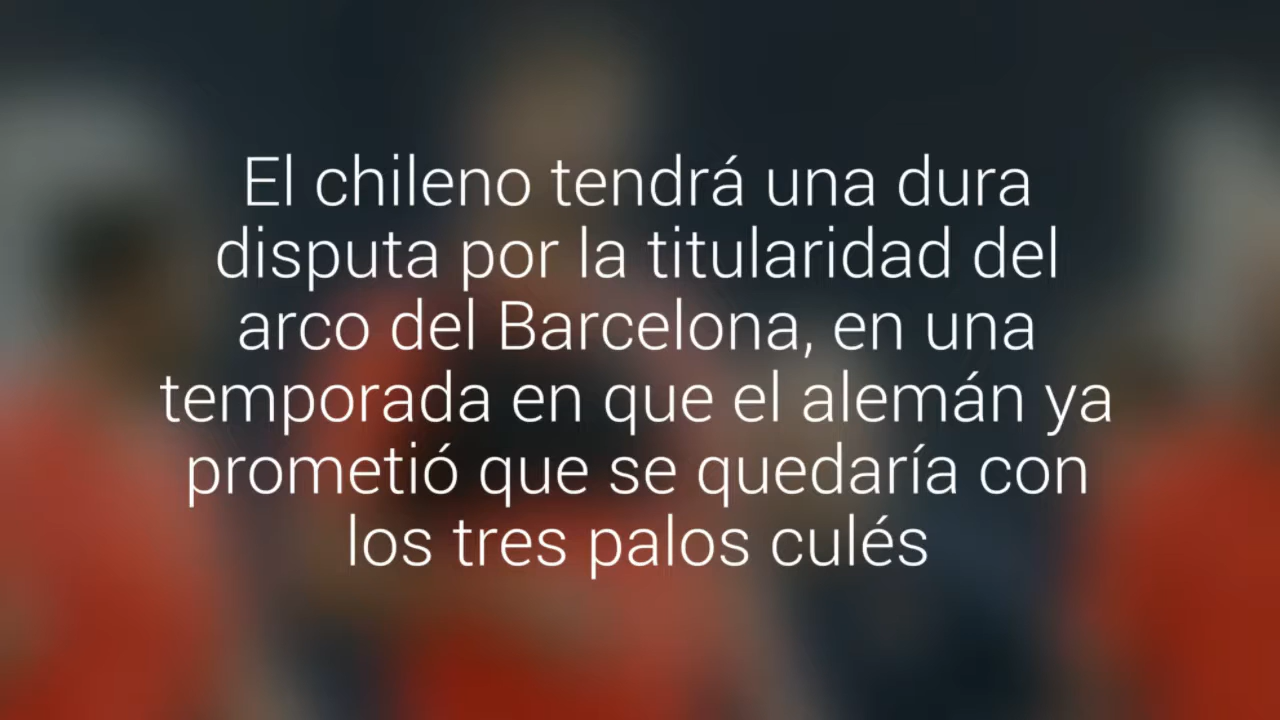 El chileno tendrá una dura
disputa por la titularidad del
arco del Barcelona, en una
temporada en que el alemán ya
prometió que se quedaría con
los tres palos culés